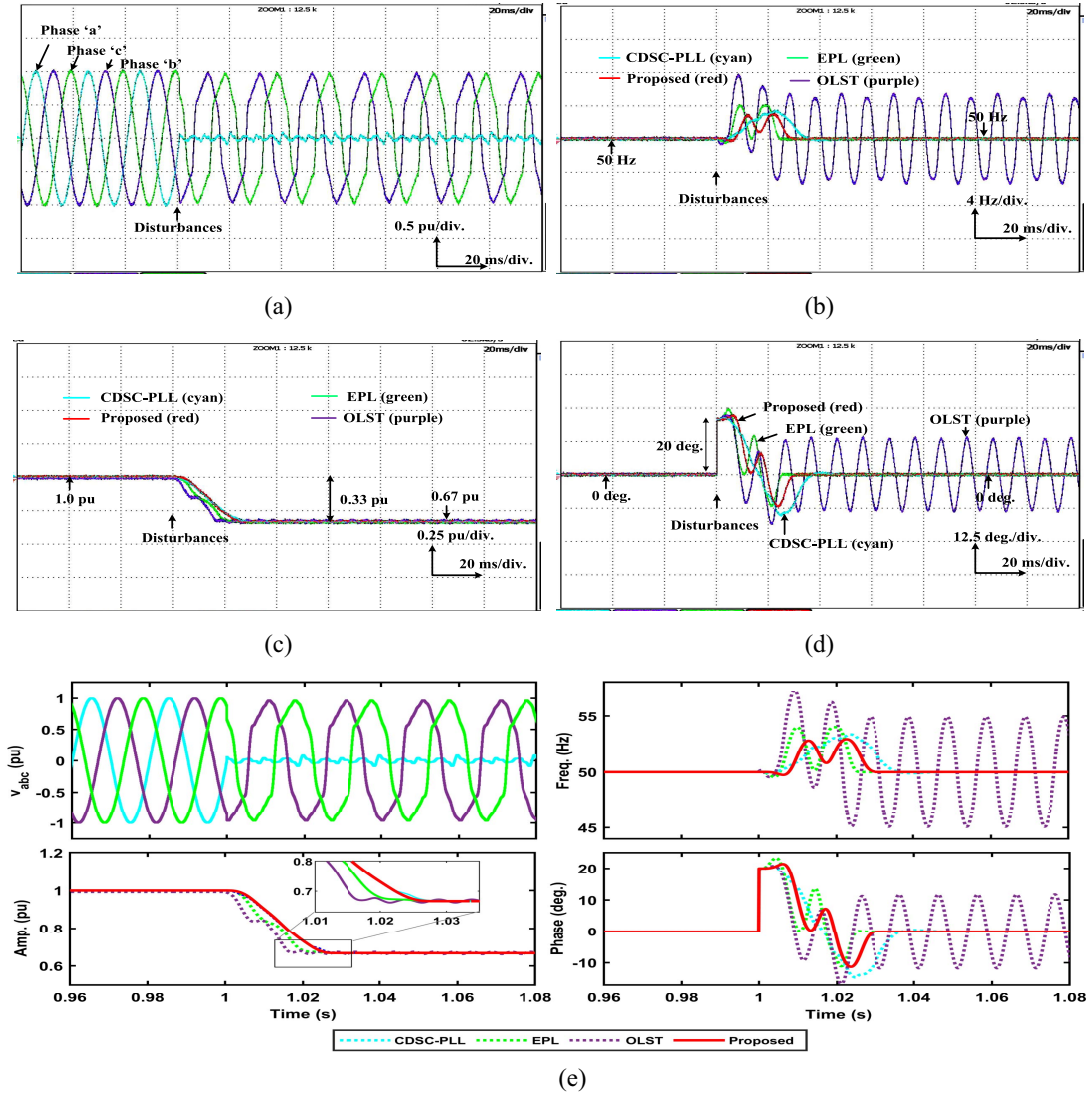 ZOOM1 : 12.5 k
20ms/div
Phase 'a'
Phase 'c'
Phase 'b'
Disturbances
0.5 pu/div.
20 ms/div.
(a)
ZOOM1 : 12.5 k
20ms/div
CDSC-PLL (cyan)
EPL (green)
Proposed (red)
OLST (purple)
50 Hz
50 Hz
Disturbances
4 Hz/div.
20 ms/div.
(b)
ZOOM1 : 12.5 k
20ms/div
CDSC-PLL (cyan)
EPL (green)
Proposed (red)
OLST (purple)
1.0 pu
0.33 pu
0.67 pu
Disturbances
0.25 pu/div.
20 ms/div.
(c)
ZOOM1 : 12.5 k
20ms/div
Proposed (red)
OLST (purple)
EPL (green)
20 deg.
0 deg.
0 deg.
Disturbances
12.5 deg./div.
CDSC-PLL (cyan)
20 ms/div.
(d)
v_abc (pu)
1
0.5
0
-0.5
-1
Freq. (Hz)
55
50
45
Amp. (pu)
1.2
1
0.8
0.6
0.8
0.7
1.01
1.02
1.03
0.96
0.98
1
1.02
1.04
1.06
1.08
Time (s)
Phase (deg.)
20
10
0
-10
0.96
0.98
1
1.02
1.04
1.06
1.08
Time (s)
CDSC-PLL
EPL
OLST
Proposed
(e)